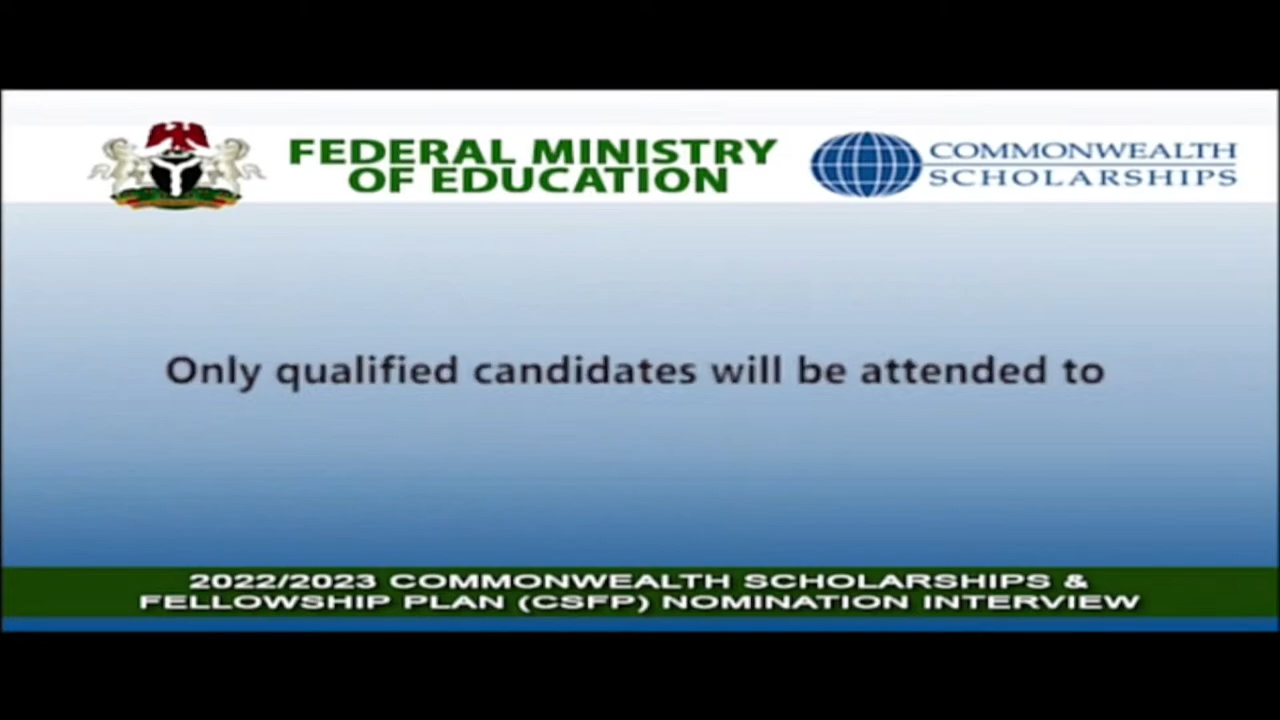 FEDERAL MINISTRY
OF EDUCATION
COMMONWEALTH
SCHOLARSHIPS
Only qualified candidates will be attended to
2022/2023 COMMONWEALTH SCHOLARSHIPS &
FELLOWSHIP PLAN (CSFP) NOMINATION INTERVIEW